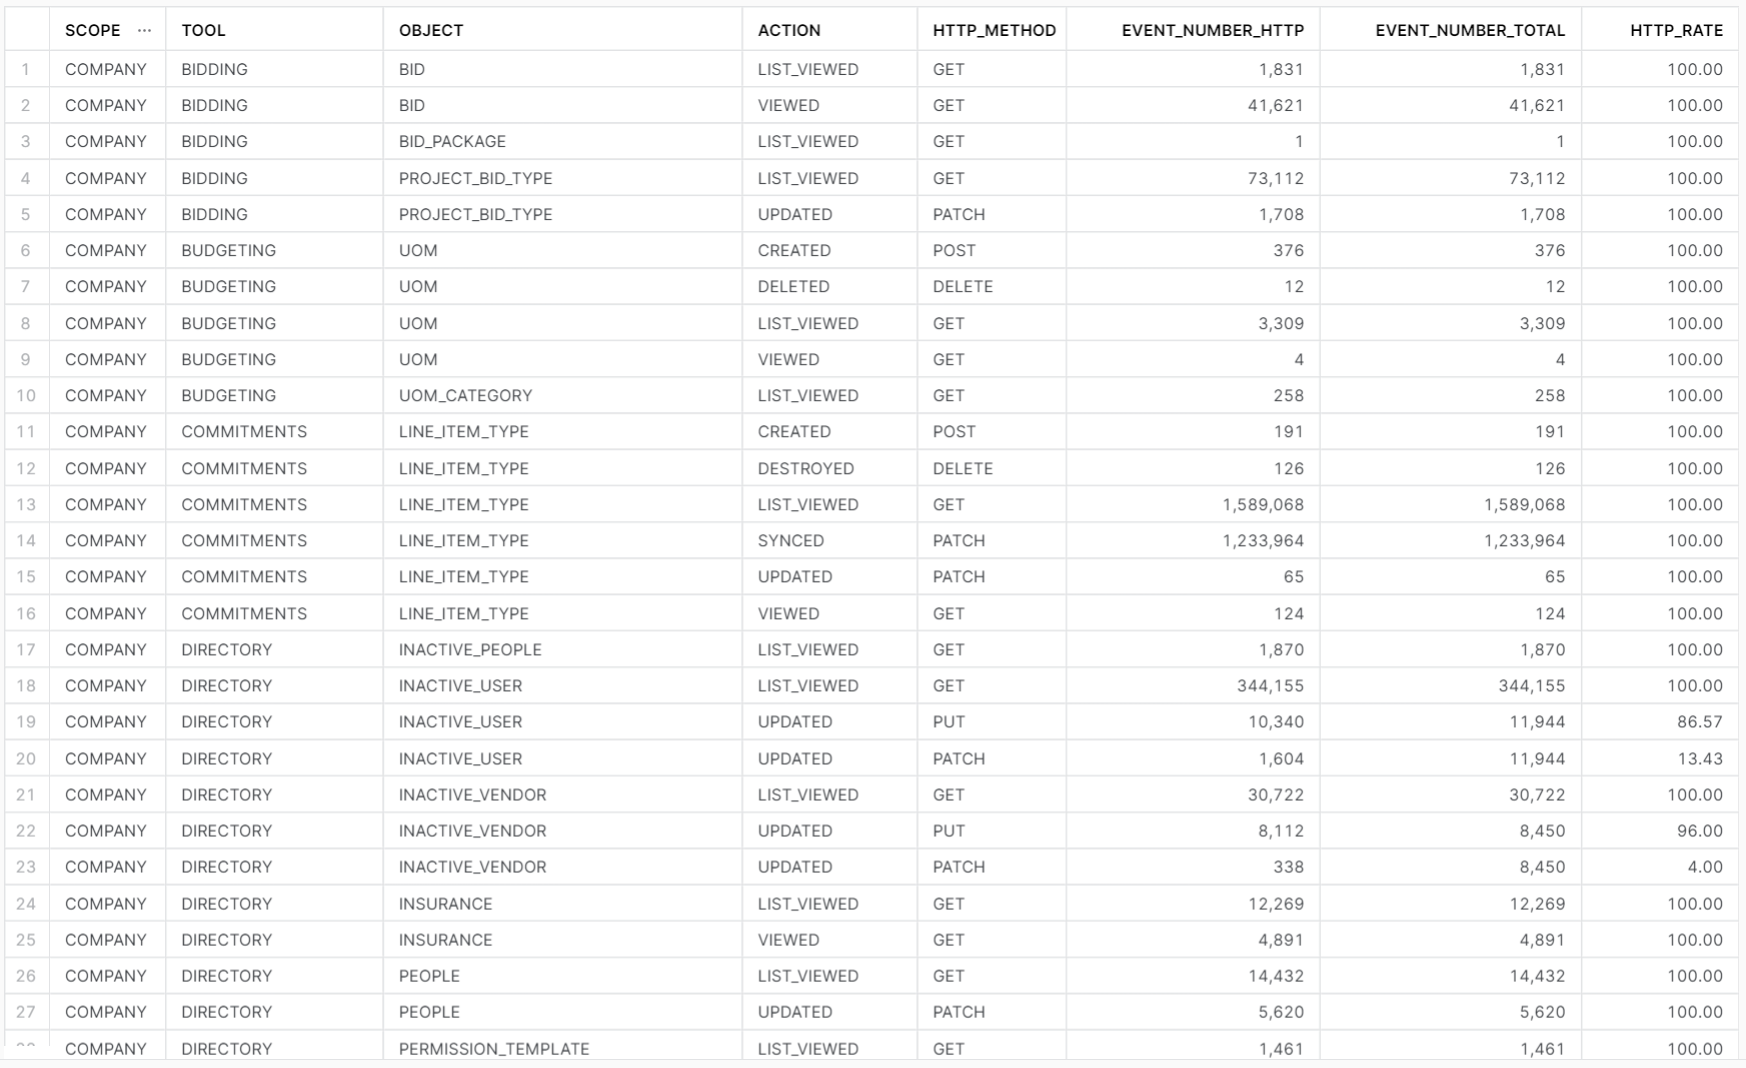 SCOPE ... TOOL OBJECT ACTION HTTP_METHOD EVENT_NUMBER_HTTP EVENT_NUMBER_TOTAL HTTP_RATE
1 COMPANY BIDDING BID LIST_VIEWED GET 1,831 1,831 100.00
2 COMPANY BIDDING BID VIEWED GET 41,621 41,621 100.00
3 COMPANY BIDDING BID_PACKAGE LIST_VIEWED GET 1 1 100.00
4 COMPANY BIDDING PROJECT_BID_TYPE LIST_VIEWED GET 73,112 73,112 100.00
5 COMPANY BIDDING PROJECT_BID_TYPE UPDATED PATCH 1,708 1,708 100.00
6 COMPANY BUDGETING UOM CREATED POST 376 376 100.00
7 COMPANY BUDGETING UOM DELETED DELETE 12 12 100.00
8 COMPANY BUDGETING UOM LIST_VIEWED GET 3,309 3,309 100.00
9 COMPANY BUDGETING UOM VIEWED GET 4 4 100.00
10 COMPANY BUDGETING UOM_CATEGORY LIST_VIEWED GET 258 258 100.00
11 COMPANY COMMITMENTS LINE_ITEM_TYPE CREATED POST 191 191 100.00
12 COMPANY COMMITMENTS LINE_ITEM_TYPE DESTROYED DELETE 126 126 100.00
13 COMPANY COMMITMENTS LINE_ITEM_TYPE LIST_VIEWED GET 1,589,068 1,589,068 100.00
14 COMPANY COMMITMENTS LINE_ITEM_TYPE SYNCED PATCH 1,233,964 1,233,964 100.00
15 COMPANY COMMITMENTS LINE_ITEM_TYPE UPDATED PATCH 65 65 100.00
16 COMPANY COMMITMENTS LINE_ITEM_TYPE VIEWED GET 124 124 100.00
17 COMPANY DIRECTORY INACTIVE_PEOPLE LIST_VIEWED GET 1,870 1,870 100.00
18 COMPANY DIRECTORY INACTIVE_USER LIST_VIEWED GET 344,155 344,155 100.00
19 COMPANY DIRECTORY INACTIVE_USER UPDATED PUT 10,340 11,944 86.57
20 COMPANY DIRECTORY INACTIVE_USER UPDATED PATCH 1,604 11,944 13.43
21 COMPANY DIRECTORY INACTIVE_VENDOR LIST_VIEWED GET 30,722 30,722 100.00
22 COMPANY DIRECTORY INACTIVE_VENDOR UPDATED PUT 8,112 8,450 96.00
23 COMPANY DIRECTORY INACTIVE_VENDOR UPDATED PATCH 338 8,450 4.00
24 COMPANY DIRECTORY INSURANCE LIST_VIEWED GET 12,269 12,269 100.00
25 COMPANY DIRECTORY INSURANCE VIEWED GET 4,891 4,891 100.00
26 COMPANY DIRECTORY PEOPLE LIST_VIEWED GET 14,432 14,432 100.00
27 COMPANY DIRECTORY PEOPLE UPDATED PATCH 5,620 5,620 100.00
COMPANY DIRECTORY PERMISSION_TEMPLATE LIST_VIEWED GET 1,461 1,461 100.00